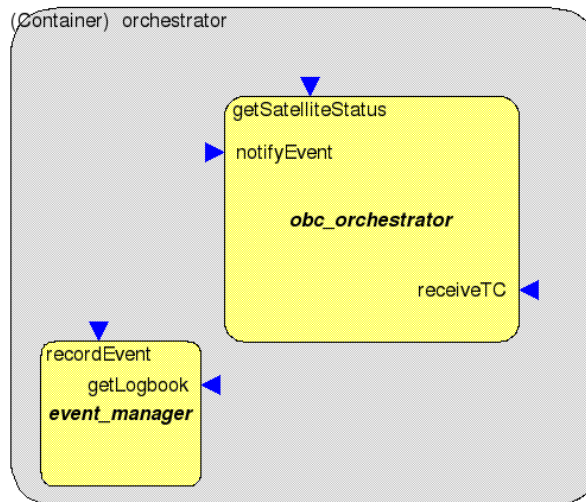 (Container) orchestrator
getSatelliteStatus
notifyEvent
obc_orchestrator
receiveTC
recordEvent
getLogbook
event_manager